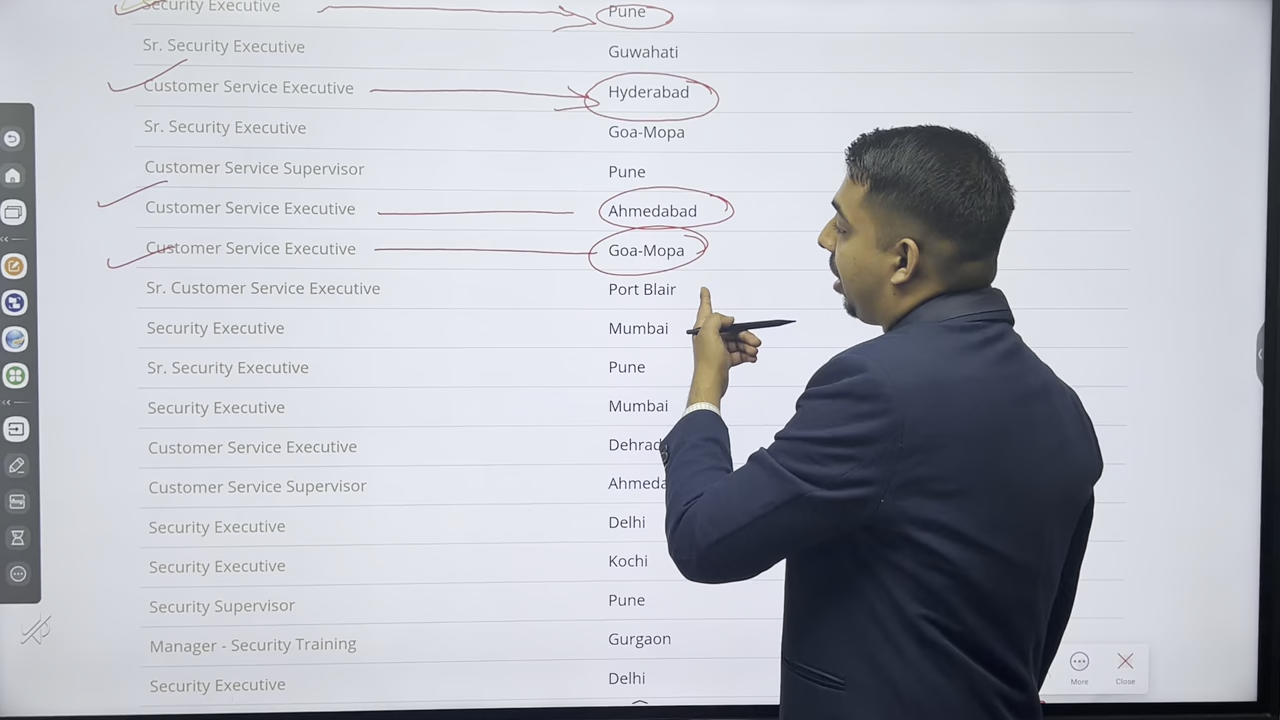 Security Executive Pune
Sr. Security Executive Guwahati
Customer Service Executive Hyderabad
Sr. Security Executive Goa-Mopa
Customer Service Supervisor Pune
Customer Service Executive Ahmedabad
Customer Service Executive Goa-Mopa
Sr. Customer Service Executive Port Blair
Security Executive Mumbai
Sr. Security Executive Pune
Security Executive Mumbai
Customer Service Executive Dehrad
Customer Service Supervisor Ahmeda
Security Executive Delhi
Security Executive Kochi
Security Supervisor Pune
Manager - Security Training Gurgaon
Security Executive Delhi
More Close